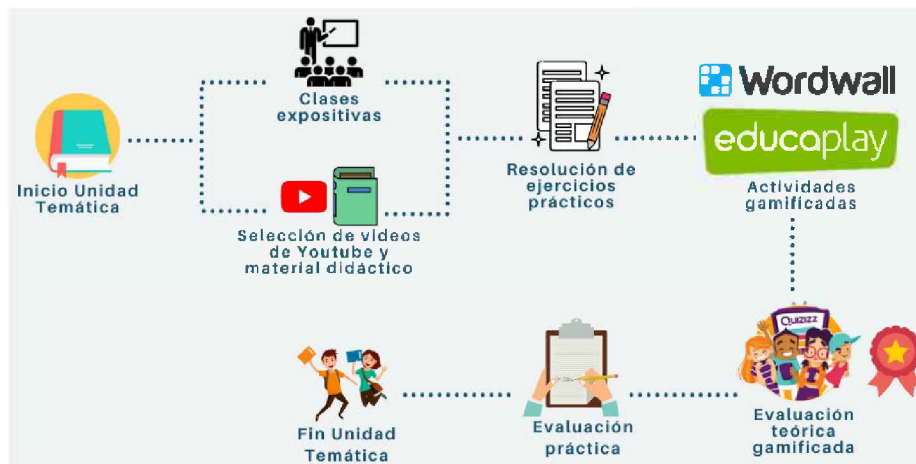 Inicio Unidad
Temática
Clases
expositivas
Selección de videos
de Youtube y
material didáctico
Resolución de
ejercicios
prácticos
Wordwall
educaplay
Actividades
gamificadas
Quizizz
Evaluación
teórica
gamificada
Evaluación
práctica
Fin Unidad
Temática